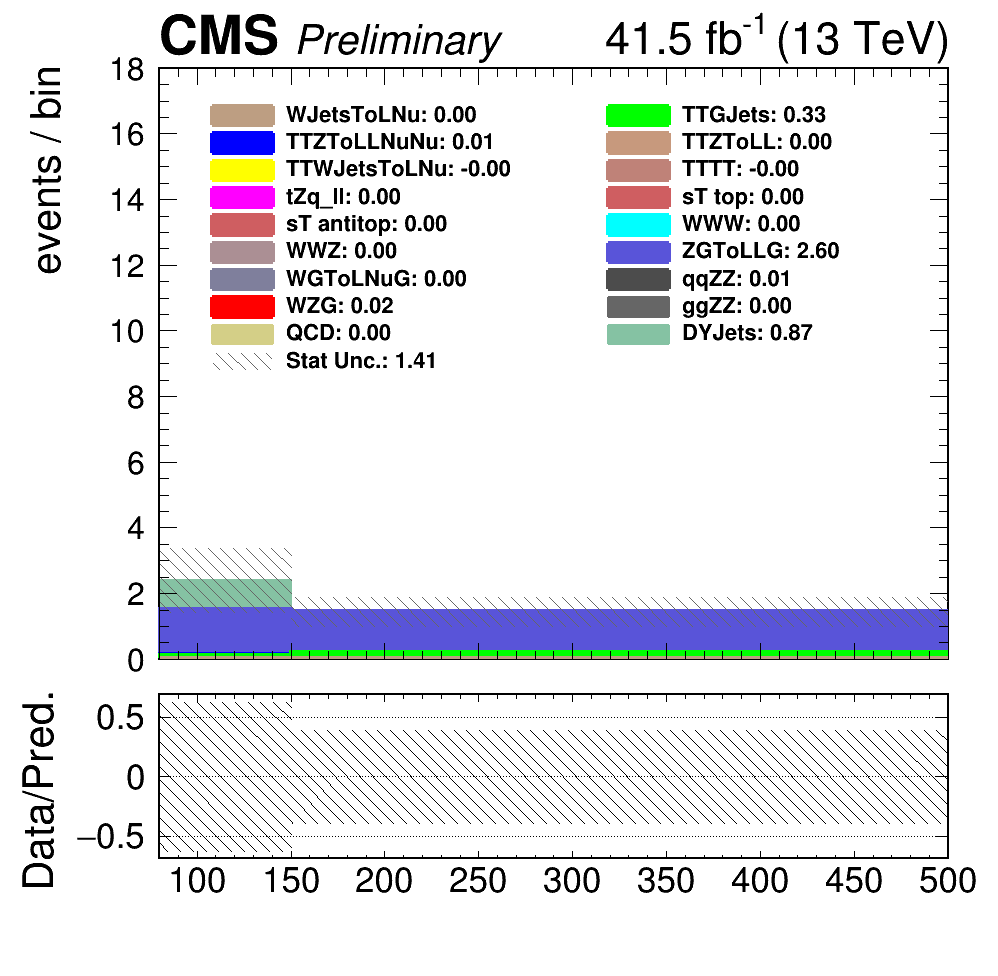 CMS Preliminary 41.5 fb-1 (13 TeV)
events / bin
18
16
14
12
10
8
6
4
2
0
WJetsToLNu: 0.00 TTGJets: 0.33
TTZToLLNuNu: 0.01 TTZToLL: 0.00
TTWJetsToLNu: -0.00 TTTT: -0.00
tZq_ll: 0.00 sT top: 0.00
sT antitop: 0.00 WWW: 0.00
WWZ: 0.00 ZGToLLG: 2.60
WGToLNuG: 0.00 qqZZ: 0.01
WZG: 0.02 ggZZ: 0.00
QCD: 0.00 DYJets: 0.87
Stat Unc.: 1.41
Data/Pred.
0.5
0
−0.5
100 150 200 250 300 350 400 450 500